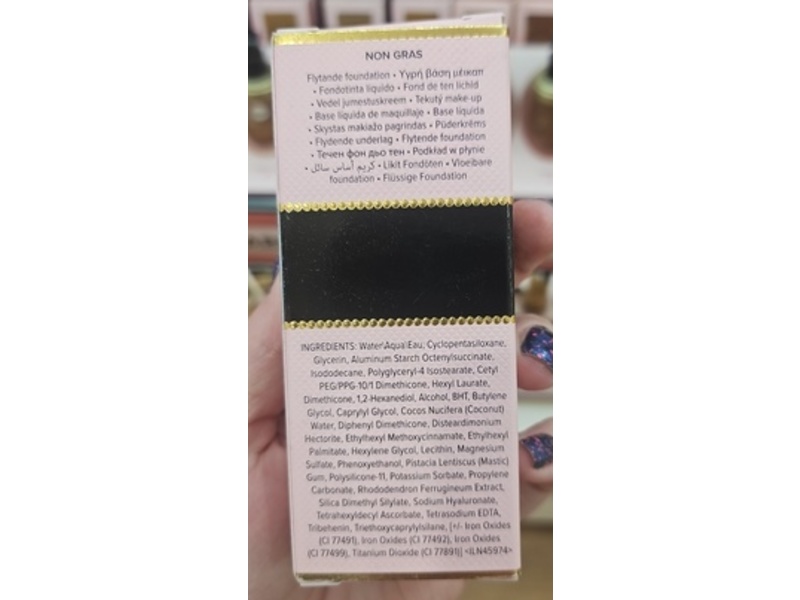 NON GRAS
Flytande foundation • Υγρή βάση μέικαπ
• Fondotinta liquido • Fond de ten lichid
• Vedel jumestuskreem • Tekutý make-up
• Base líquida de maquillaje • Base líquida
• Skystas makiažo pagrindas • Pūderkrēms
• Flydende underlag • Flytende foundation
• Течен фон дьо тен • Podkład w płynie
• كريم أساس سائل • Likit Fondöten • Vloeibare
foundation • Flüssige Foundation
INGREDIENTS: Water\Aqua\Eau, Cyclopentasiloxane,
Glycerin, Aluminum Starch Octenylsuccinate,
Isododecane, Polyglyceryl-4 Isostearate, Cetyl
PEG/PPG-10/1 Dimethicone, Hexyl Laurate,
Dimethicone, 1,2-Hexanediol, Alcohol, BHT, Butylene
Glycol, Caprylyl Glycol, Cocos Nucifera (Coconut)
Water, Diphenyl Dimethicone, Disteardimonium
Hectorite, Ethylhexyl Methoxycinnamate, Ethylhexyl
Palmitate, Hexylene Glycol, Lecithin, Magnesium
Sulfate, Phenoxyethanol, Pistacia Lentiscus (Mastic)
Gum, Polysilicone-11, Potassium Sorbate, Propylene
Carbonate, Rhododendron Ferrugineum Extract,
Silica Dimethyl Silylate, Sodium Hyaluronate,
Tetrahexyldecyl Ascorbate, Tetrasodium EDTA,
Tribehenin, Triethoxycaprylylsilane, [+/- Iron Oxides
(CI 77491), Iron Oxides (CI 77492), Iron Oxides
(CI 77499), Titanium Dioxide (CI 77891)] <ILN45974>